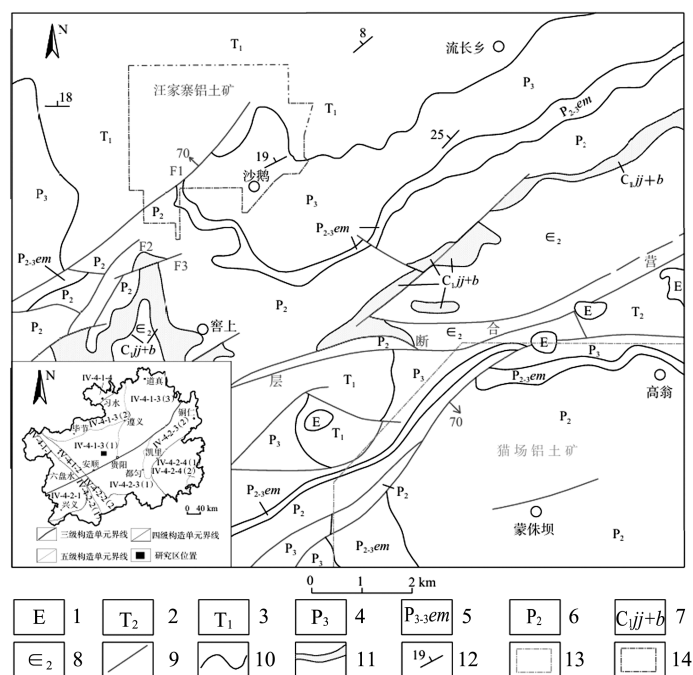 N
T₁
8
流长乡
P₃
汪家寨铝土矿
P₂₋₃em
18
T₁
T₁
25
P₂
70
19
F1
沙鹅
C₁jj+b
P₃
P₃
P₂
P₂₋₃em
∈₂
F2
P₂₋₃em
P₂
F3
营
C₁jj+b
E
P₂
P₂
P₂
E
T₂
∈₂
窖上
合
P₂
C₁jj+b
∈₂
断
E
P₂
P₃
N
层
T₁
P₃
P₂₋₃em
高翁
IV-4-1-4
道真
习水
IV-4-1-3(3)
铜仁
70
P₂
IV-4-1-3(2)
毕节
遵义
E
T₁
IV-4-2-3(2)
IV-4-1-3(1)
P₃
猫场铝土矿
凯里
安顺
贵阳
IV-4-2-4(1)
六盘水
都匀
IV-4-2-4(2)
P₂₋₃em
P₂
IV-4-2-1
IV-4-2-3(1)
兴义
0 40 km
P₂
蒙侏坝
三级构造单元界线
四级构造单元界线
P₃
P₂₋₃em
P₂
五级构造单元界线
研究区位置
P₃
0 1 2 km
E 1 T₂ 2 T₁ 3 P₃ 4 P₃₋₃em 5 P₂ 6 C₁jj+b 7
∈₂ 8 9 10 11 19 12 13 14